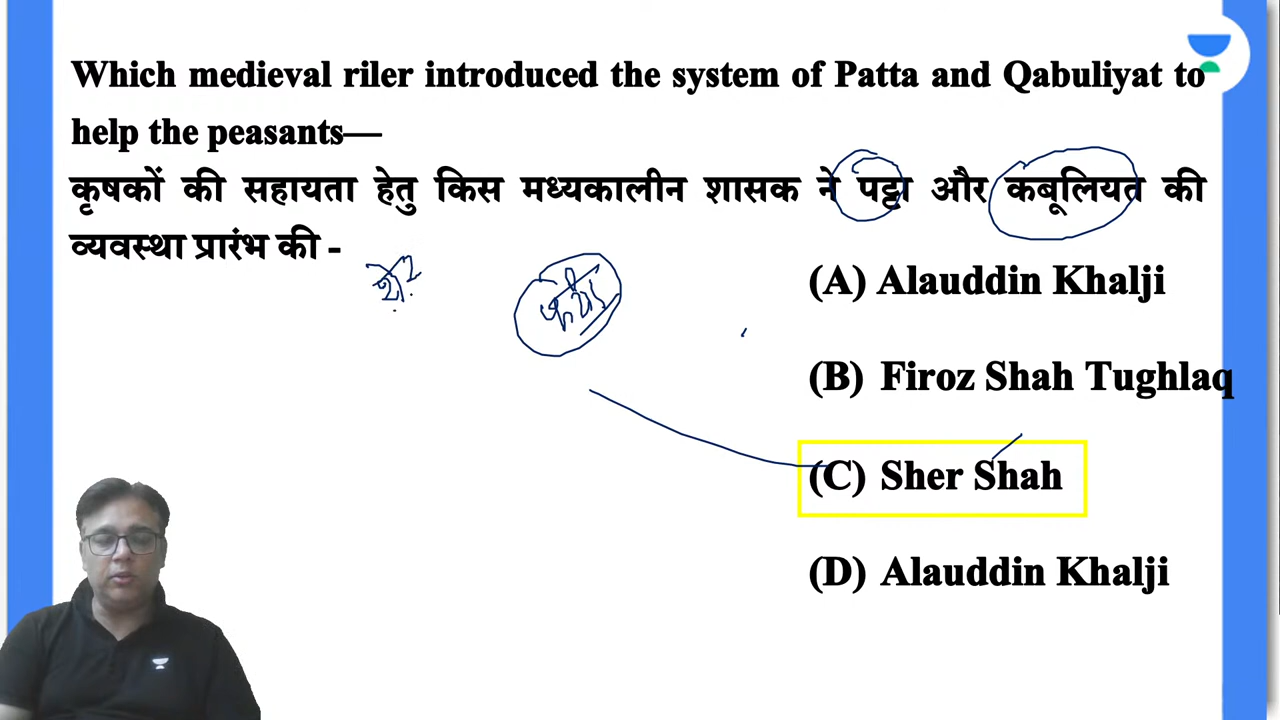 Which medieval riler introduced the system of Patta and Qabuliyat to
help the peasants—
कृषकों की सहायता हेतु किस मध्यकालीन शासक ने पट्टा और कबूलियत की
व्यवस्था प्रारंभ की -
(A) Alauddin Khalji
(B) Firoz Shah Tughlaq
(C) Sher Shah
(D) Alauddin Khalji